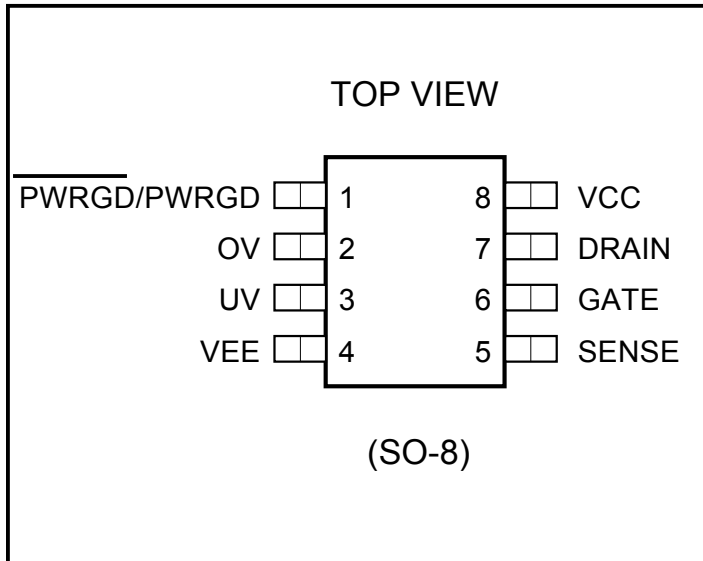 TOP VIEW
PWRGD/PWRGD 1 8 VCC
OV 2 7 DRAIN
UV 3 6 GATE
VEE 4 5 SENSE
(SO-8)